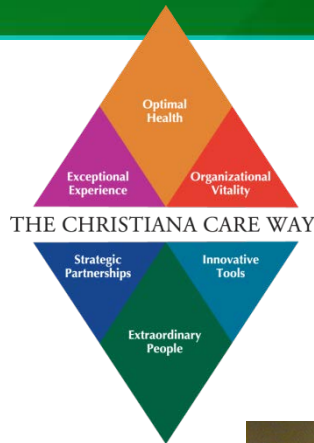 Optimal
Health
Exceptional
Experience
Organizational
Vitality
THE CHRISTIANA CARE WAY
Strategic
Partnerships
Innovative
Tools
Extraordinary
People